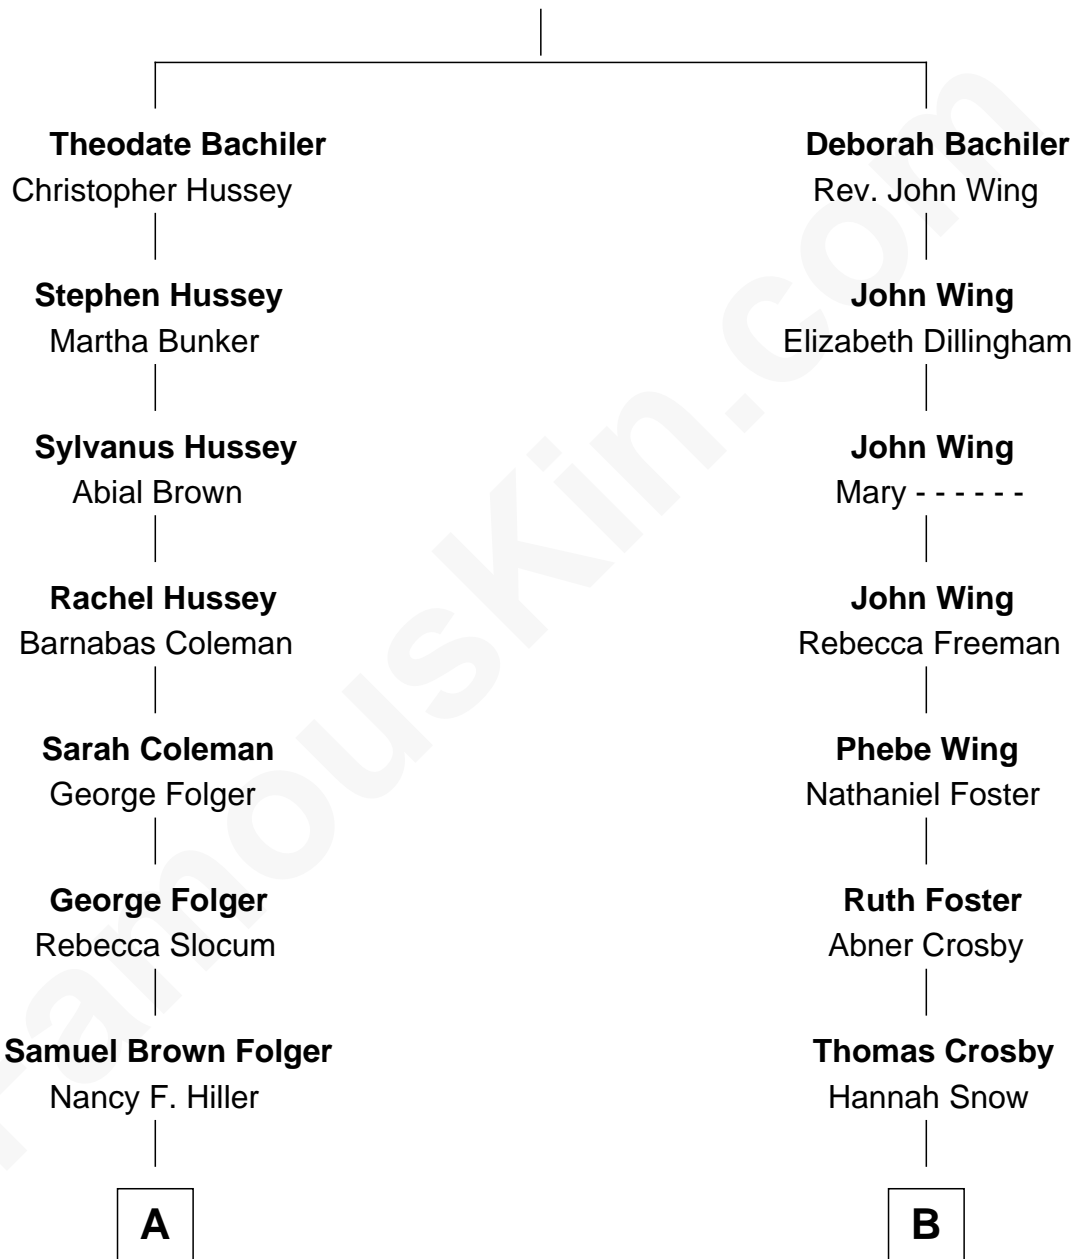 Theodate Bachiler
Christopher Hussey
Stephen Hussey
Martha Bunker
Sylvanus Hussey
Abial Brown
Rachel Hussey
Barnabas Coleman
Sarah Coleman
George Folger
George Folger
Rebecca Slocum
Samuel Brown Folger
Nancy F. Hiller
A
Deborah Bachiler
Rev. John Wing
John Wing
Elizabeth Dillingham
John Wing
Mary - - - - - -
John Wing
Rebecca Freeman
Phebe Wing
Nathaniel Foster
Ruth Foster
Abner Crosby
Thomas Crosby
Hannah Snow
B
FamousKin.com